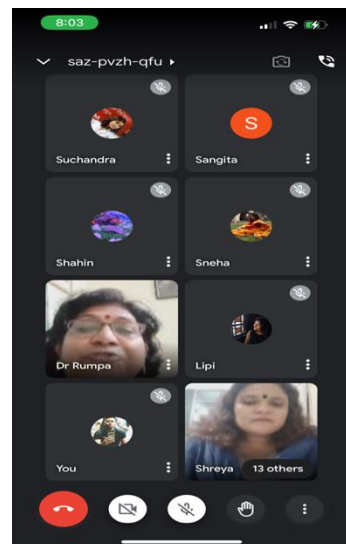 8:03
saz-pvzh-qfu
S
Suchandra
Sangita
Shahin
Sneha
Dr Rumpa
Lipi
You
Shreya
13 others